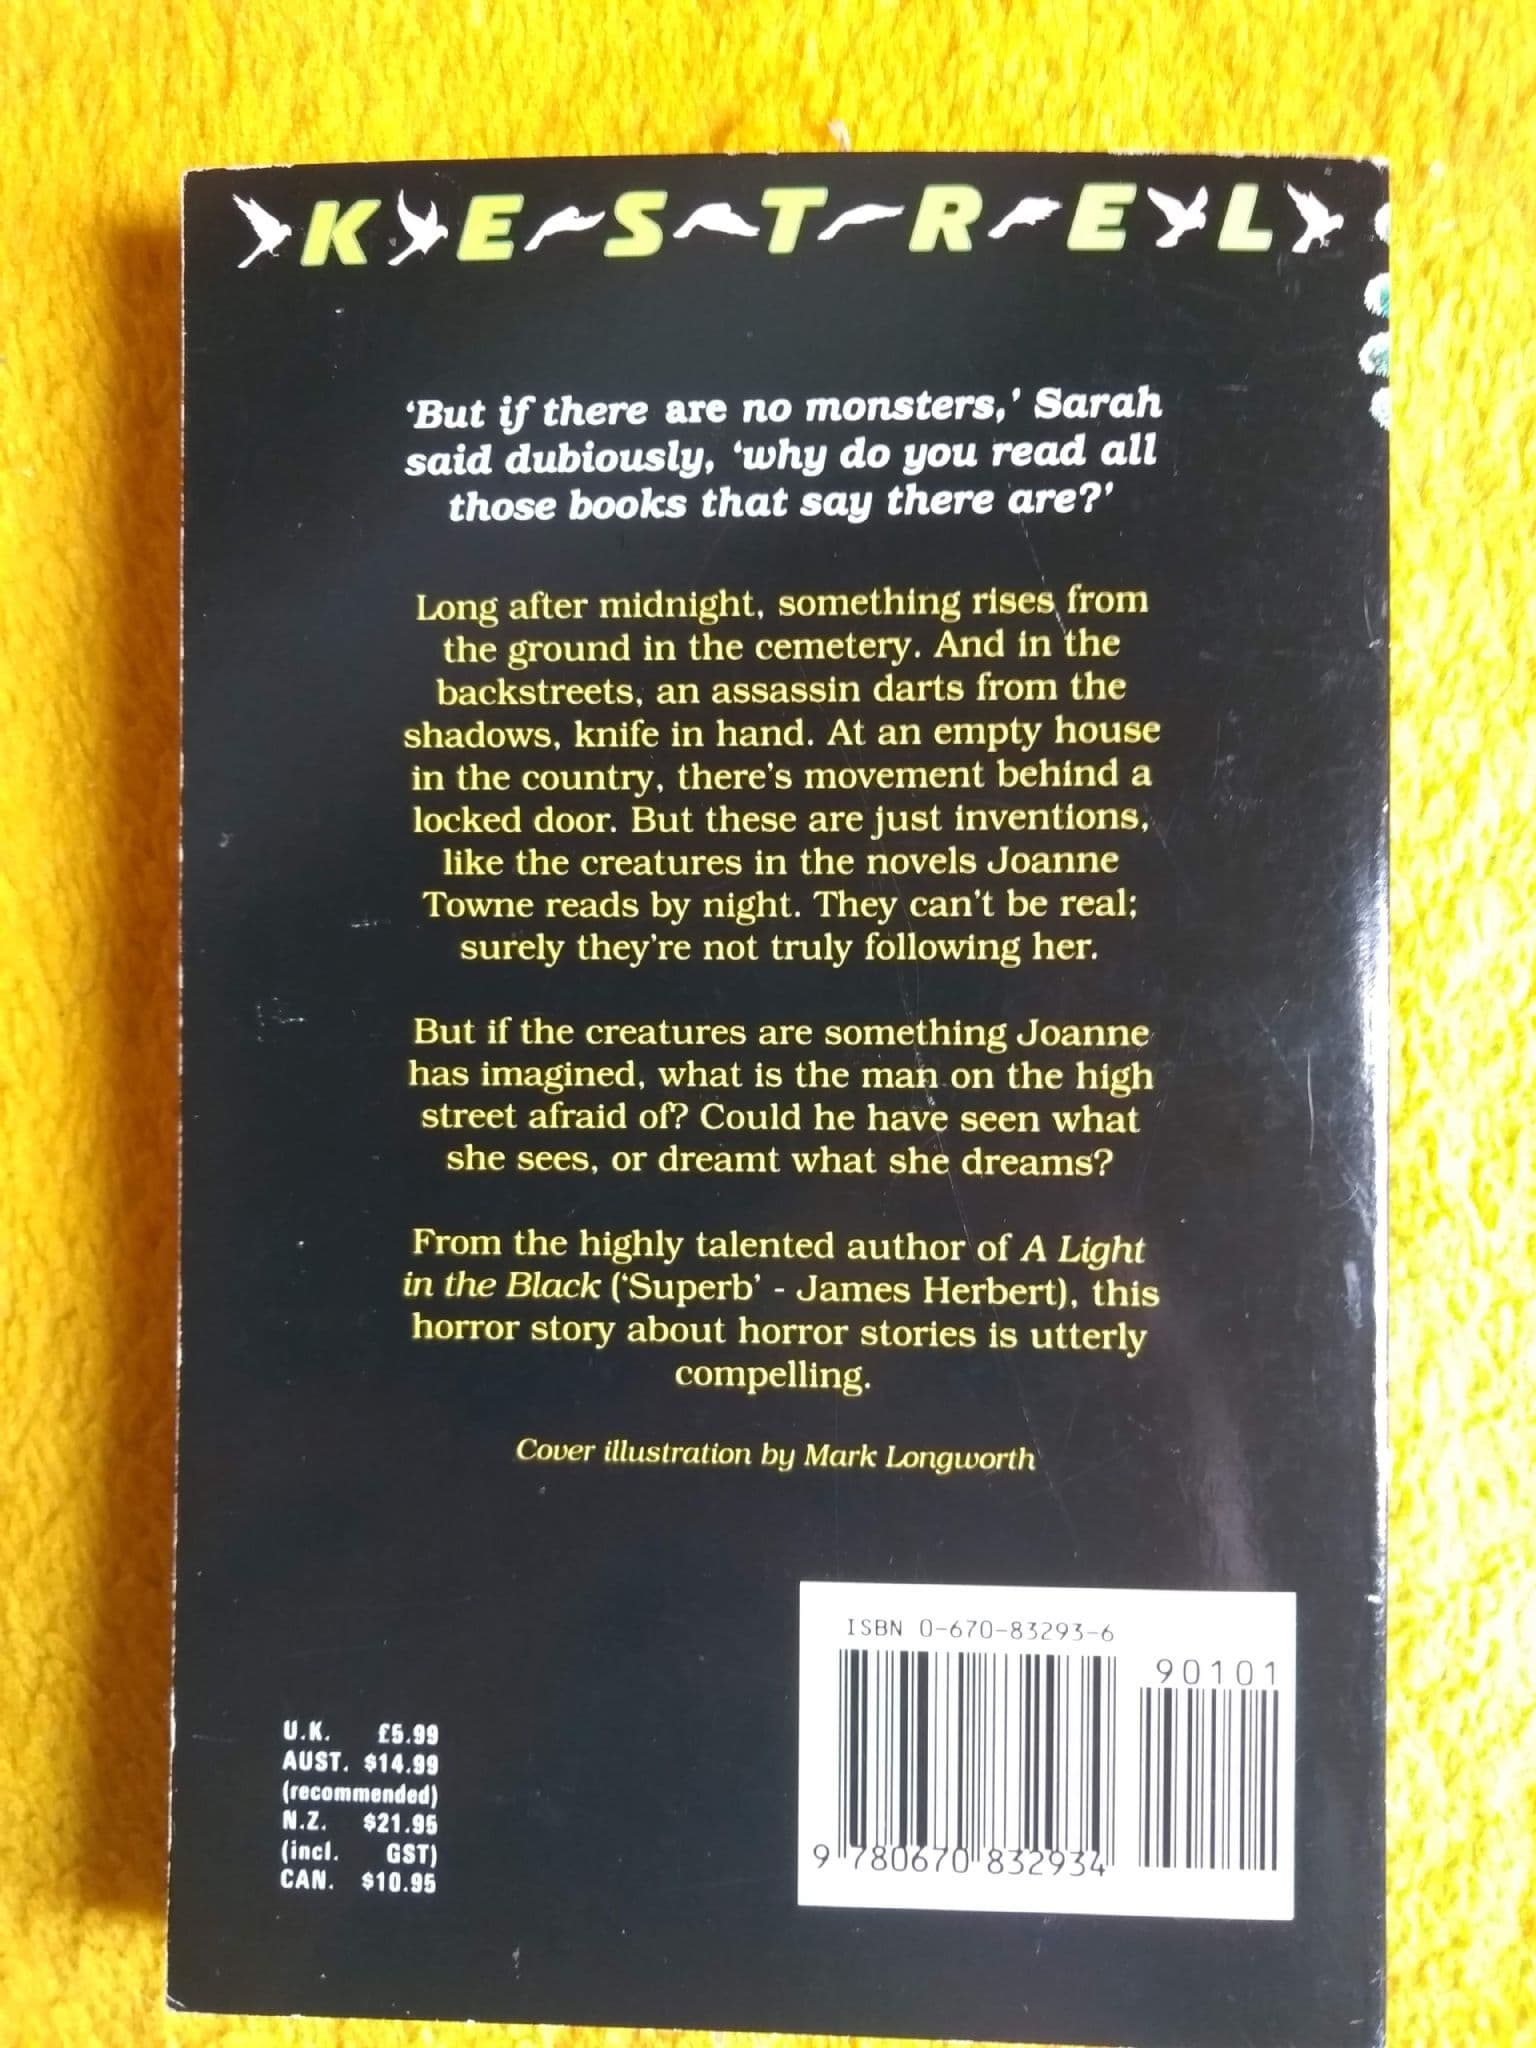 KESTREL
‘But if there are no monsters,’ Sarah
said dubiously, ‘why do you read all
those books that say there are?’
Long after midnight, something rises from
the ground in the cemetery. And in the
backstreets, an assassin darts from the
shadows, knife in hand. At an empty house
in the country, there's movement behind a
locked door. But these are just inventions,
like the creatures in the novels Joanne
Towne reads by night. They can't be real;
surely they're not truly following her.
But if the creatures are something Joanne
has imagined, what is the man on the high
street afraid of? Could he have seen what
she sees, or dreamt what she dreams?
From the highly talented author of A Light
in the Black (‘Superb’ - James Herbert), this
horror story about horror stories is utterly
compelling.
Cover illustration by Mark Longworth
U.K. £5.99
AUST. $14.99
(recommended)
N.Z. $21.95
(incl. GST)
CAN. $10.95
ISBN 0-670-83293-6
90101
9 780670 832934